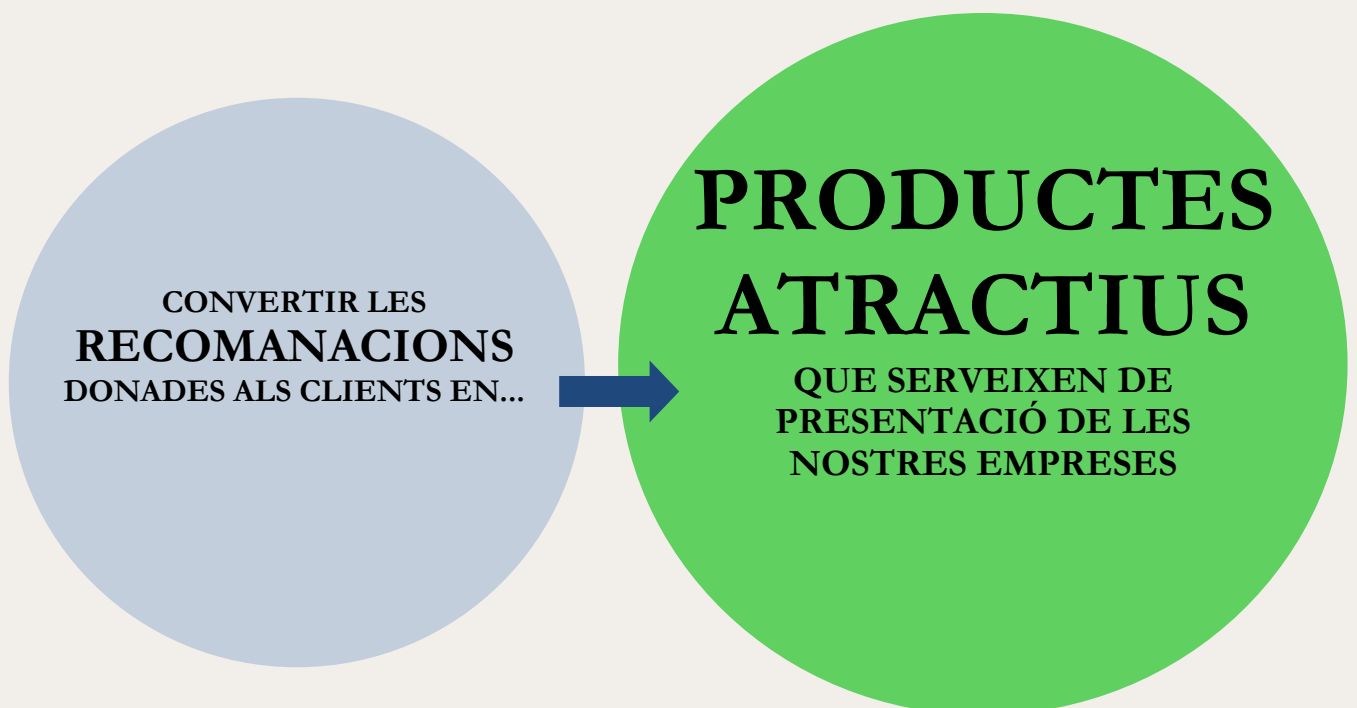 CONVERTIR LES
RECOMANACIONS
DONADES ALS CLIENTS EN...
PRODUCTES
ATRACTIUS
QUE SERVEIXEN DE
PRESENTACIÓ DE LES
NOSTRES EMPRESES